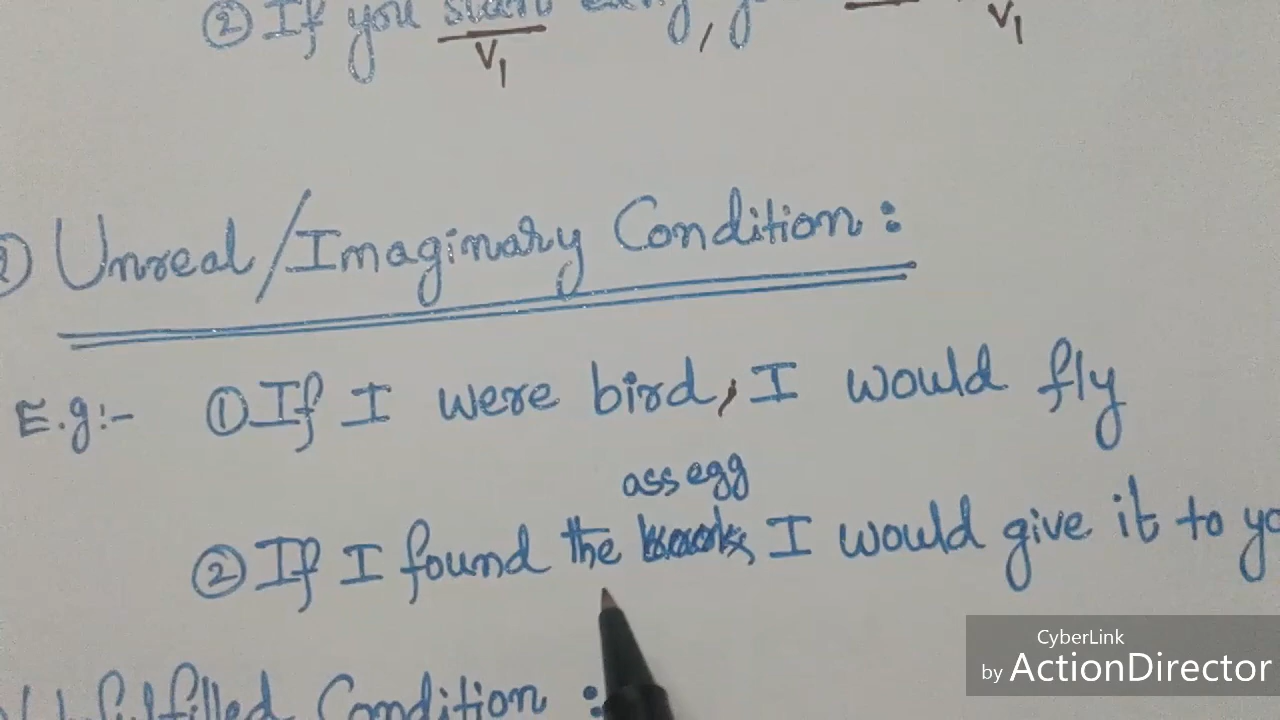 ② If you start
V1 V1
Unreal/Imaginary Condition :
E.g:- ① If I were bird, I would fly
ass egg
② If I found the I would give it to
Condition :
CyberLink
by ActionDirector